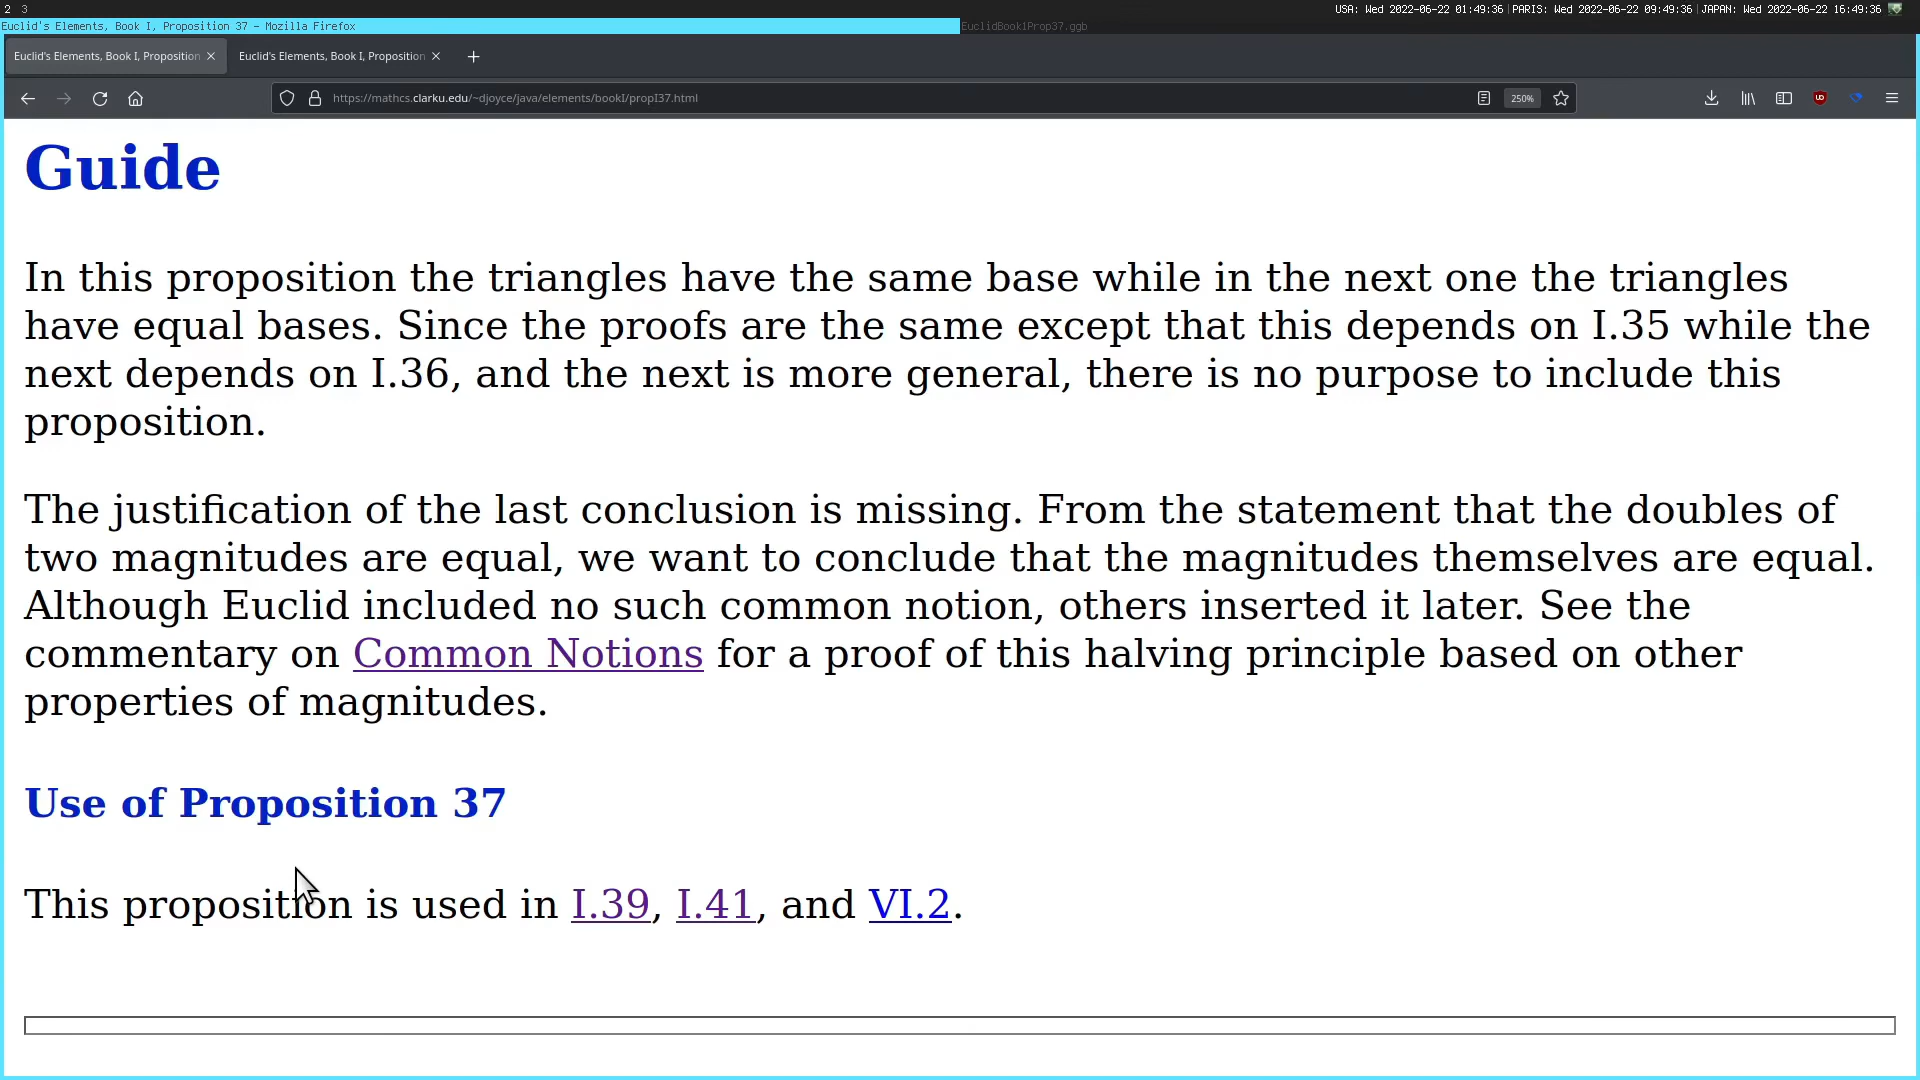 2 3
USA: Wed 2022-06-22 01:49:36|PARIS: Wed 2022-06-22 09:49:36|JAPAN: Wed 2022-06-22 16:49:36
Euclid's Elements, Book I, Proposition 37 — Mozilla Firefox
EuclidBook1Prop37.ggb
Euclid's Elements, Book I, Proposition
Euclid's Elements, Book I, Proposition
https://mathcs.clarku.edu/~djoyce/java/elements/bookI/propI37.html
250%
Guide
In this proposition the triangles have the same base while in the next one the triangles
have equal bases. Since the proofs are the same except that this depends on I.35 while the
next depends on I.36, and the next is more general, there is no purpose to include this
proposition.
The justification of the last conclusion is missing. From the statement that the doubles of
two magnitudes are equal, we want to conclude that the magnitudes themselves are equal.
Although Euclid included no such common notion, others inserted it later. See the
commentary on Common Notions for a proof of this halving principle based on other
properties of magnitudes.
Use of Proposition 37
This proposition is used in I.39, I.41, and VI.2.